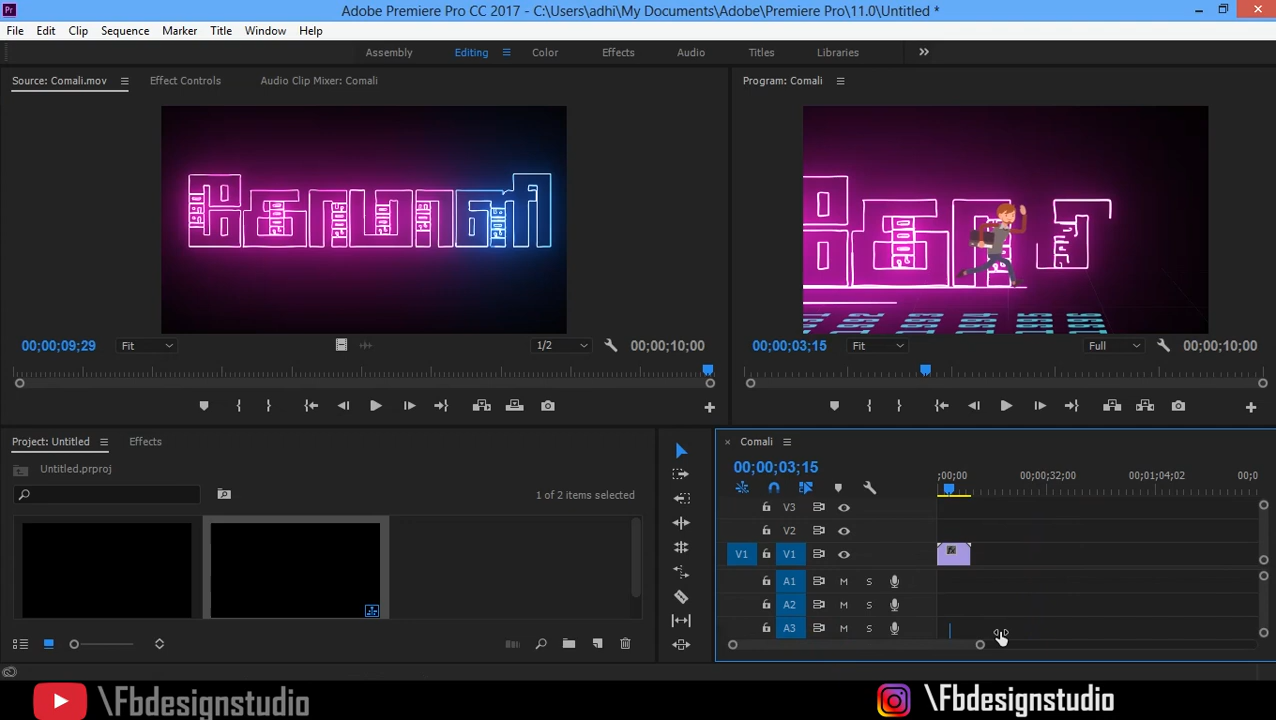 Pr Adobe Premiere Pro CC 2017 - C:\Users\adhi\My Documents\Adobe\Premiere Pro\11.0\Untitled *
File Edit Clip Sequence Marker Title Window Help
Assembly Editing Color Effects Audio Titles Libraries
Source: Comali.mov Effect Controls Audio Clip Mixer: Comali
Program: Comali
கோமாளி
00;00;09;29 Fit 1/2 00;00;10;00
00;00;03;15 Fit Full 00;00;10;00
Project: Untitled Effects
Untitled.prproj
1 of 2 items selected
Comali
00;00;03;15
;00;00 00;00;32;00 00;01;04;02 00;0
V3
V2
V1 V1
A1 M S
A2 M S
A3 M S
\Fbdesignstudio
\Fbdesignstudio